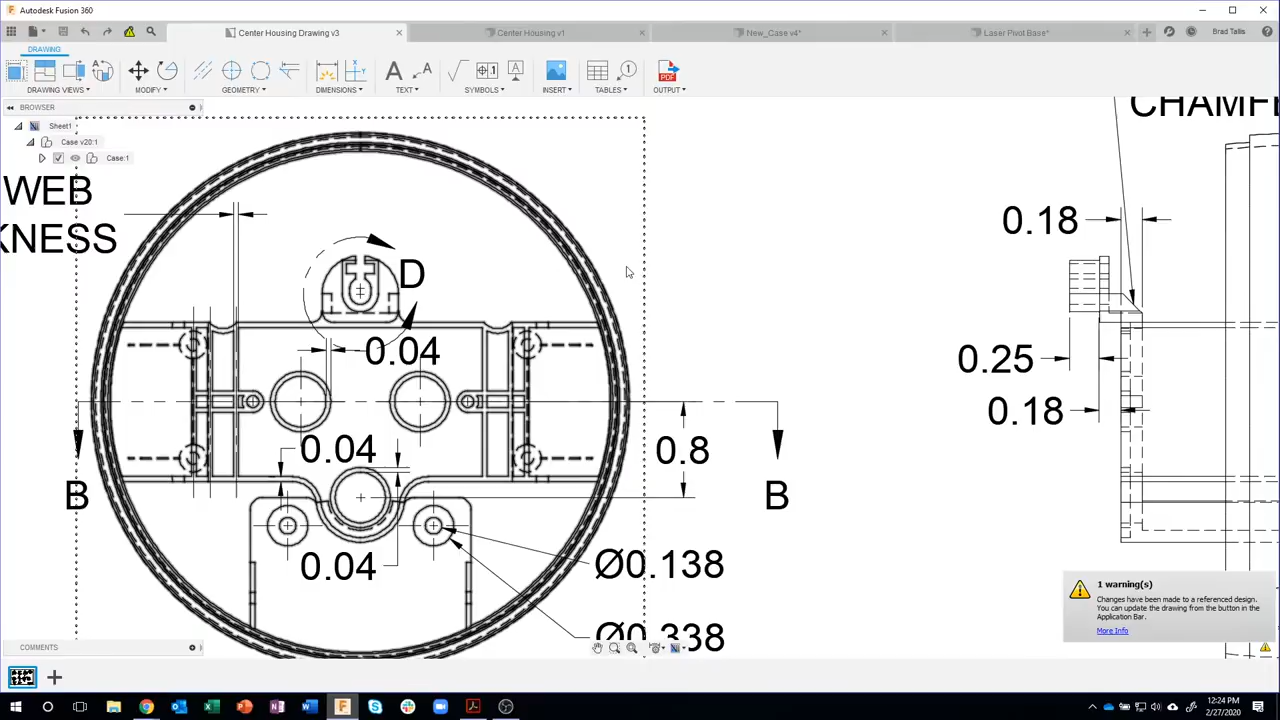 Autodesk Fusion 360
Center Housing Drawing v3
Center Housing v1
New_Case v4*
Laser Pivot Base*
Brad Tallis
DRAWING
DRAWING VIEWS
MODIFY
GEOMETRY
DIMENSIONS
TEXT
SYMBOLS
INSERT
TABLES
OUTPUT
PDF
BROWSER
Sheet1
Case v20:1
Case:1
WEB
KNESS
CHAMFE
D
0.04
0.18
0.25
0.18
0.04
0.8
B
B
0.04
Ø0.138
Ø0.338
1 warning(s)
Changes have been made to a referenced design.
You can update the drawing from the button in the
Application Bar.
More Info
COMMENTS
12:24 PM
2/27/2020